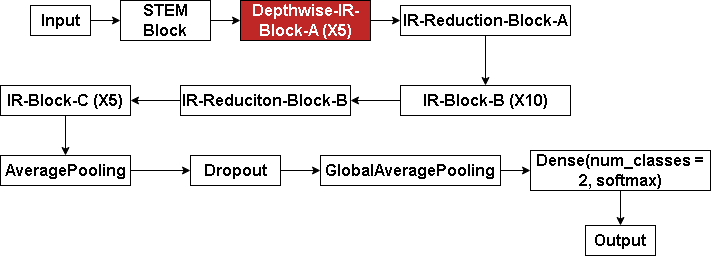 Input
STEM
Block
Depthwise-IR-
Block-A (X5)
IR-Reduction-Block-A
IR-Block-B (X10)
IR-Reduciton-Block-B
IR-Block-C (X5)
AveragePooling
Dropout
GlobalAveragePooling
Dense(num_classes =
2, softmax)
Output